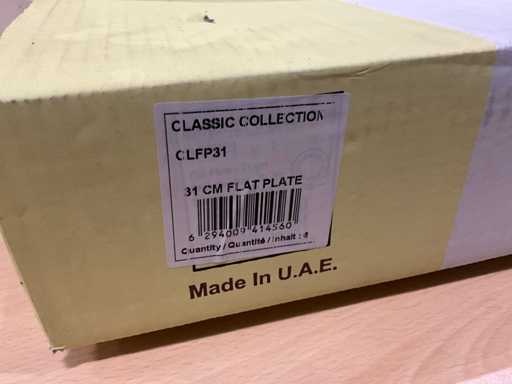 CLASSIC COLLECTION
CLFP31
31 CM FLAT PLATE
6 294009 414560
Quantity / Quantité / Inhalt : 6
Made In U.A.E.